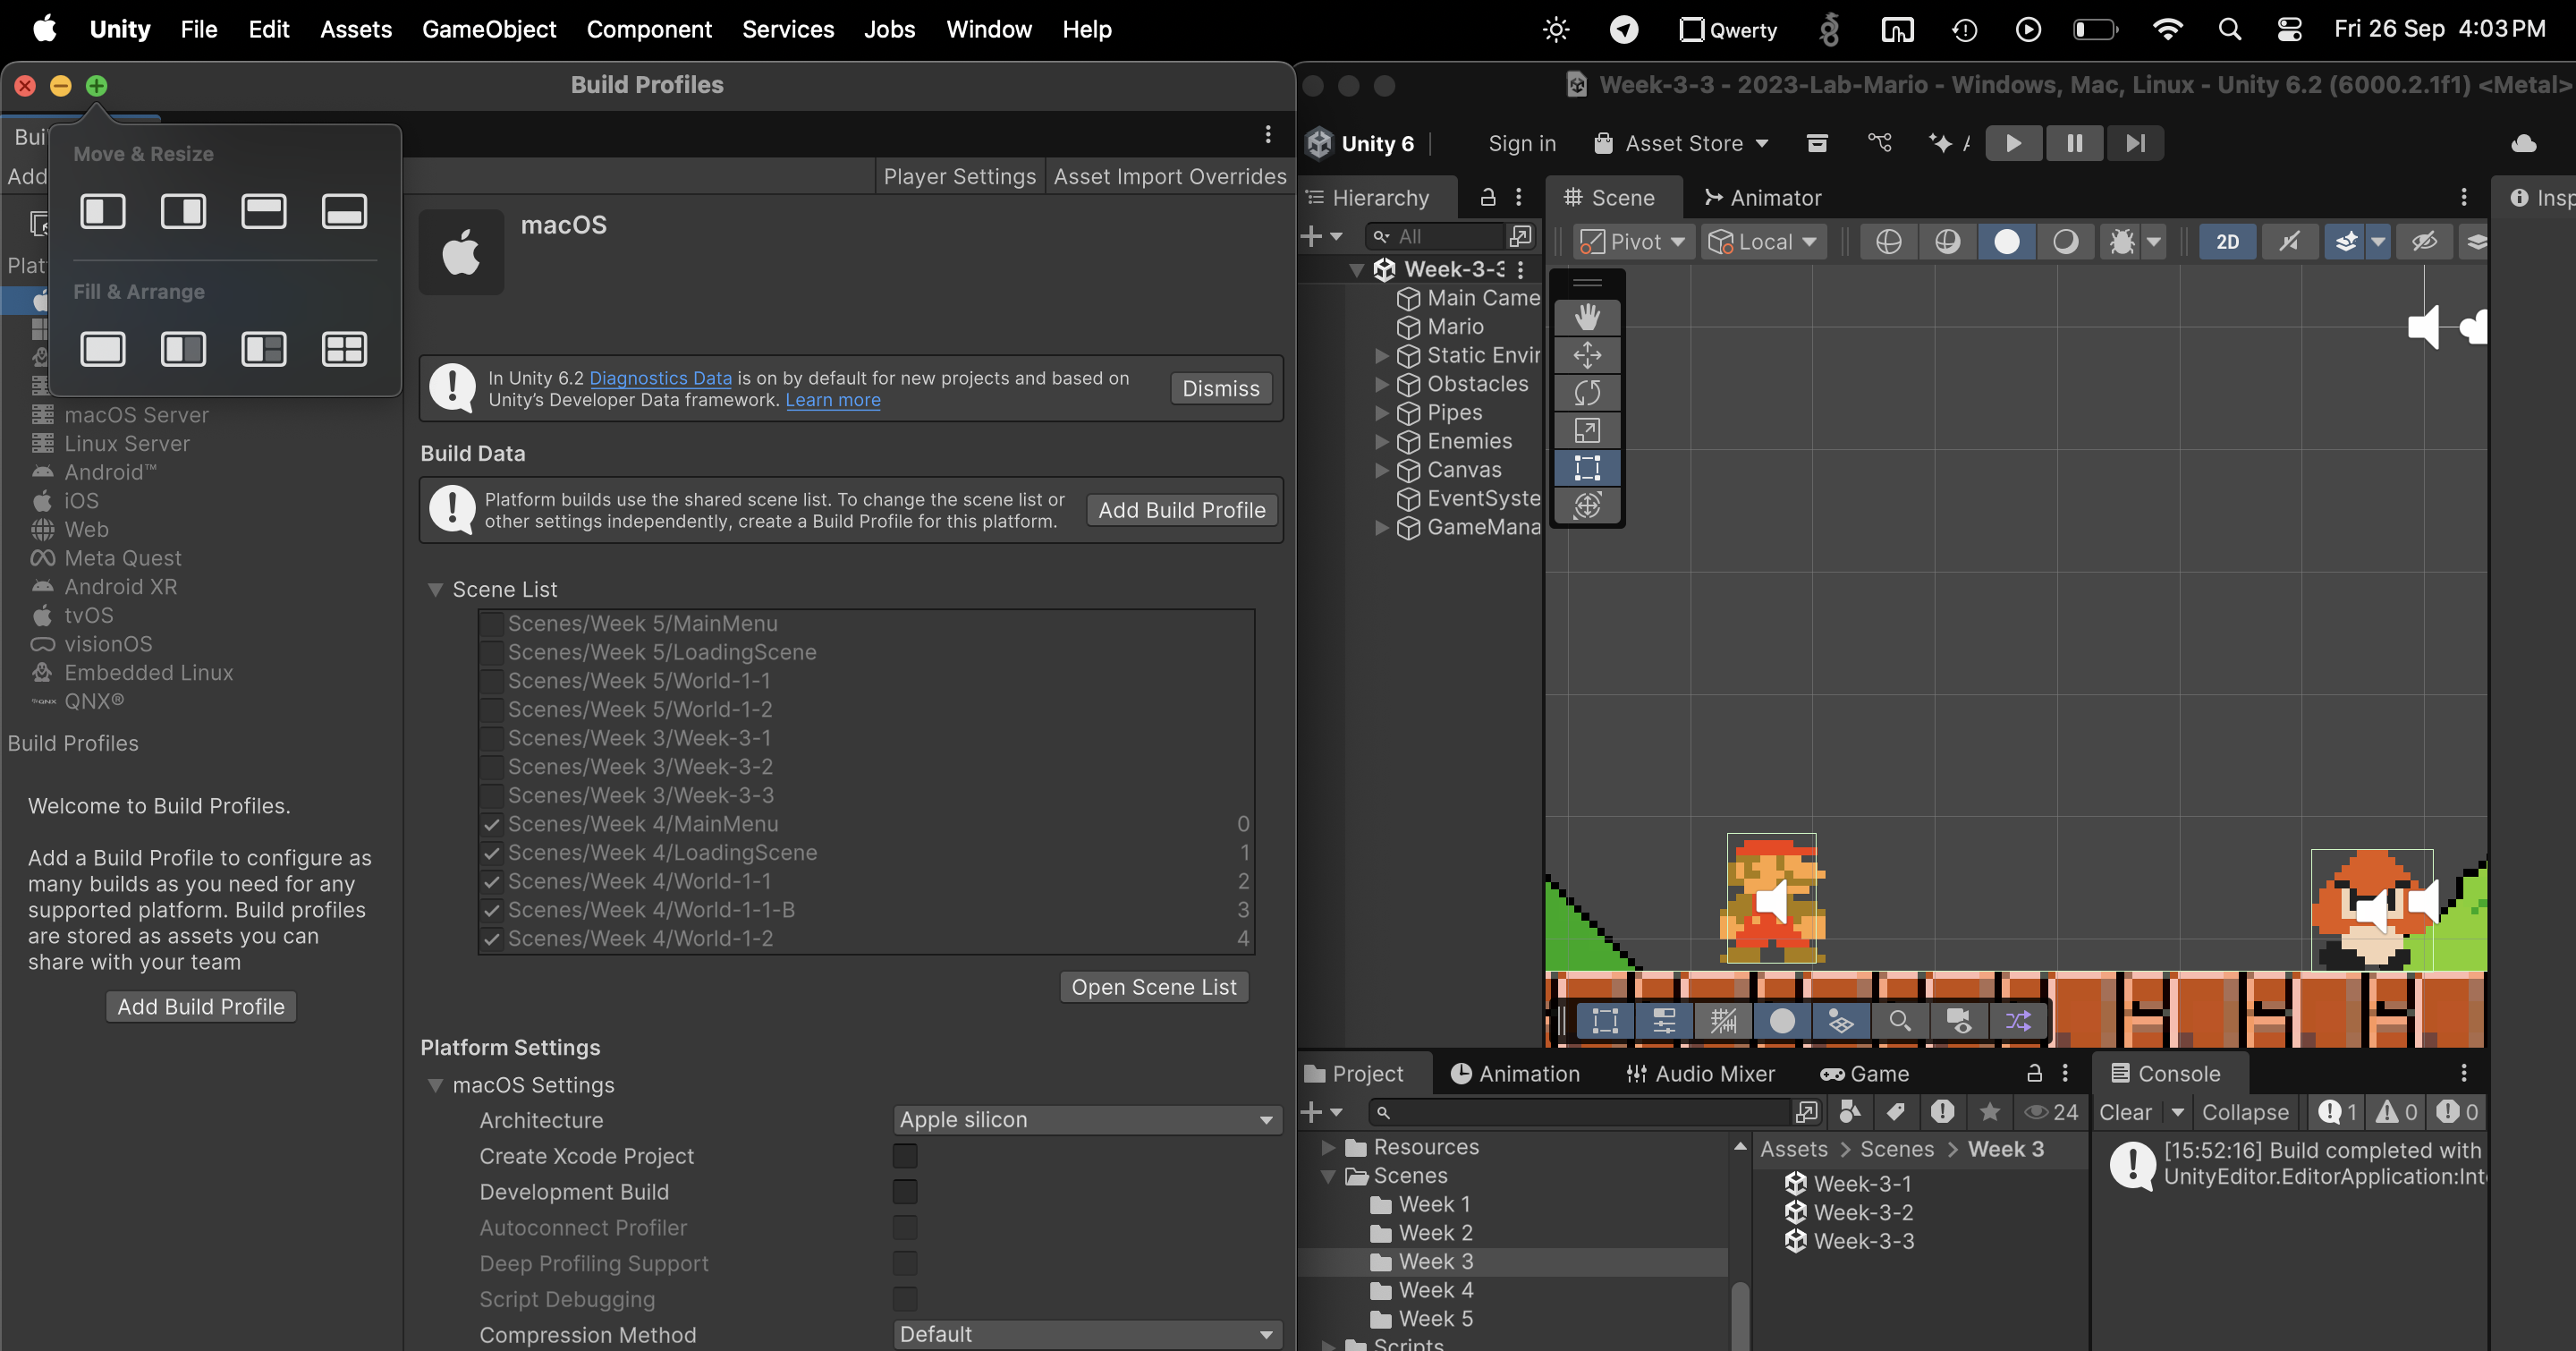 Unity File Edit Assets GameObject Component Services Jobs Window Help
Qwerty
Fri 26 Sep 4:03 PM
Build Profiles
Move & Resize
Fill & Arrange
Player Settings
Asset Import Overrides
macOS
In Unity 6.2 Diagnostics Data is on by default for new projects and based on
Unity's Developer Data framework. Learn more
Dismiss
Build Data
Platform builds use the shared scene list. To change the scene list or
other settings independently, create a Build Profile for this platform.
Add Build Profile
macOS Server
Linux Server
Android™
iOS
Web
Meta Quest
Android XR
tvOS
visionOS
Embedded Linux
QNX
QNX®
Build Profiles
Welcome to Build Profiles.
Add a Build Profile to configure as
many builds as you need for any
supported platform. Build profiles
are stored as assets you can
share with your team
Add Build Profile
Scene List
Scenes/Week 5/MainMenu
Scenes/Week 5/LoadingScene
Scenes/Week 5/World-1-1
Scenes/Week 5/World-1-2
Scenes/Week 3/Week-3-1
Scenes/Week 3/Week-3-2
Scenes/Week 3/Week-3-3
Scenes/Week 4/MainMenu 0
Scenes/Week 4/LoadingScene 1
Scenes/Week 4/World-1-1 2
Scenes/Week 4/World-1-1-B 3
Scenes/Week 4/World-1-2 4
Open Scene List
Platform Settings
macOS Settings
Architecture Apple silicon
Create Xcode Project
Development Build
Autoconnect Profiler
Deep Profiling Support
Script Debugging
Compression Method Default
Week-3-3 - 2023-Lab-Mario - Windows, Mac, Linux - Unity 6.2 (6000.2.1f1) <Metal>
Unity 6
Sign in
Asset Store
Hierarchy
All
Week-3-3
Main Came
Mario
Static Envir
Obstacles
Pipes
Enemies
Canvas
EventSyste
GameMana
Scene
Animator
Pivot
Local
2D
Insp
Project
Animation
Audio Mixer
Game
24
Resources
Scenes
Week 1
Week 2
Week 3
Week 4
Week 5
Scripts
Assets > Scenes > Week 3
Week-3-1
Week-3-2
Week-3-3
Console
Clear
Collapse
1
0
0
[15:52:16] Build completed with
UnityEditor.EditorApplication:Int